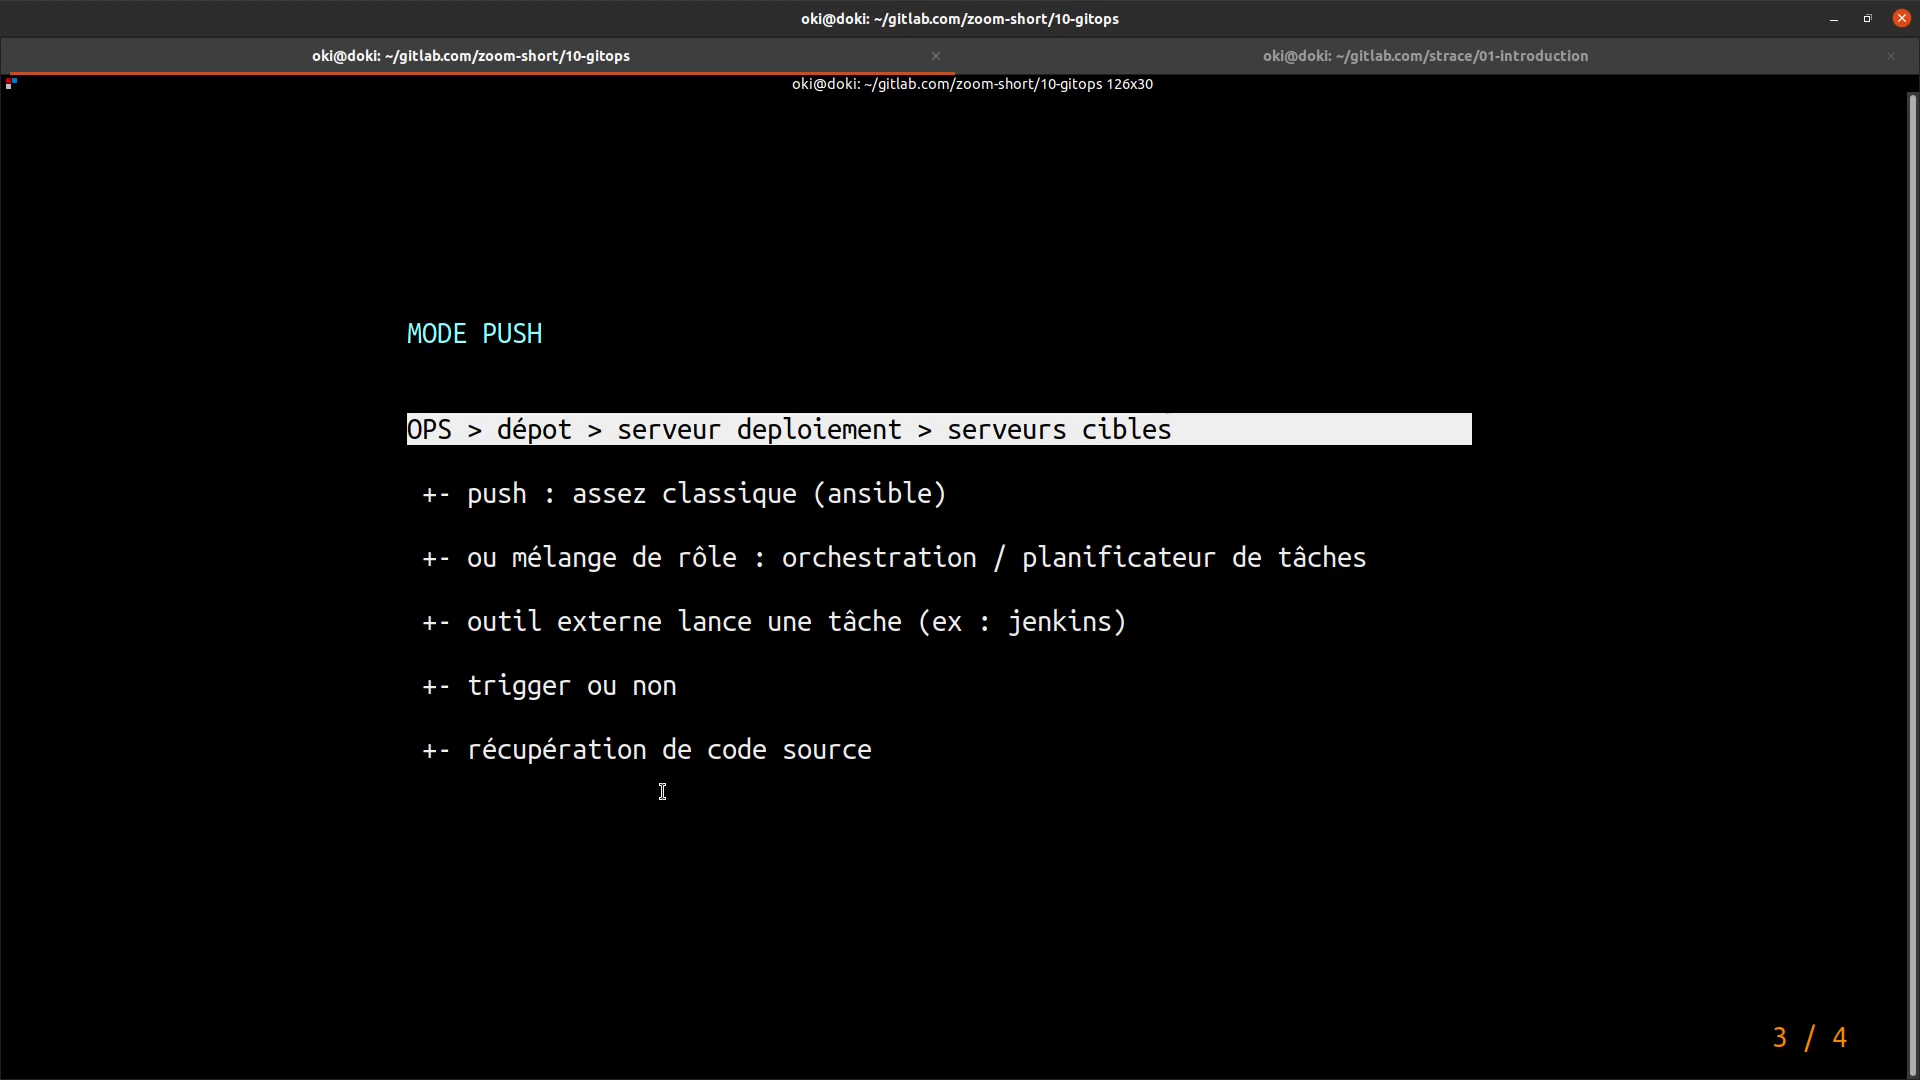 oki@doki: ~/gitlab.com/zoom-short/10-gitops
oki@doki: ~/gitlab.com/zoom-short/10-gitops
oki@doki: ~/gitlab.com/strace/01-introduction
oki@doki: ~/gitlab.com/zoom-short/10-gitops 126x30
MODE PUSH
OPS > dépot > serveur deploiement > serveurs cibles
+- push : assez classique (ansible)
+- ou mélange de rôle : orchestration / planificateur de tâches
+- outil externe lance une tâche (ex : jenkins)
+- trigger ou non
+- récupération de code source
3 / 4